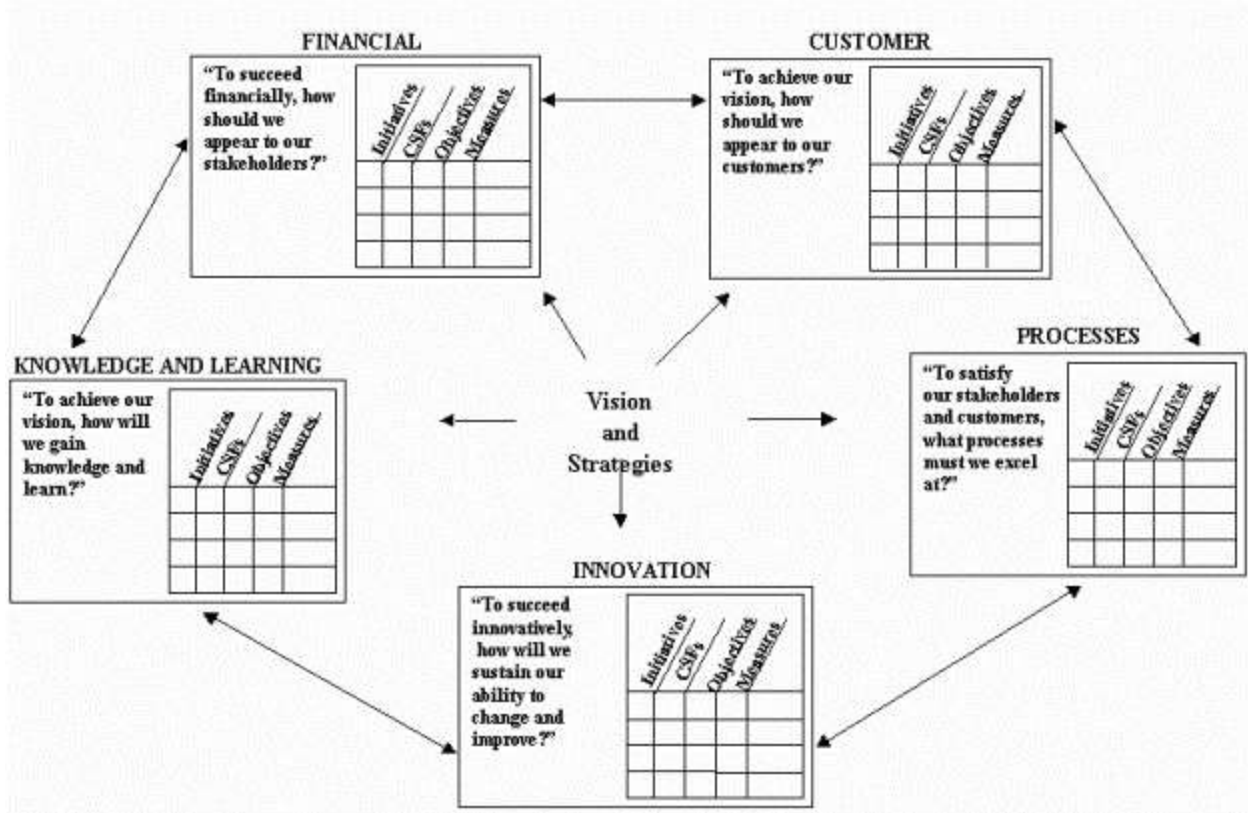 FINANCIAL
“To succeed
financially, how
should we
appear to our
stakeholders?”
Initiatives
CSFs
Objectives
Measures
CUSTOMER
“To achieve our
vision, how
should we
appear to our
customers?”
Initiatives
CSFs
Objectives
Measures
KNOWLEDGE AND LEARNING
“To achieve our
vision, how will
we gain
knowledge and
learn?”
Initiatives
CSFs
Objectives
Measures
Vision
and
Strategies
PROCESSES
“To satisfy
our stakeholders
and customers,
what processes
must we excel
at?”
Initiatives
CSFs
Objectives
Measures
INNOVATION
“To succeed
innovatively,
how will we
sustain our
ability to
change and
improve?”
Initiatives
CSFs
Objectives
Measures